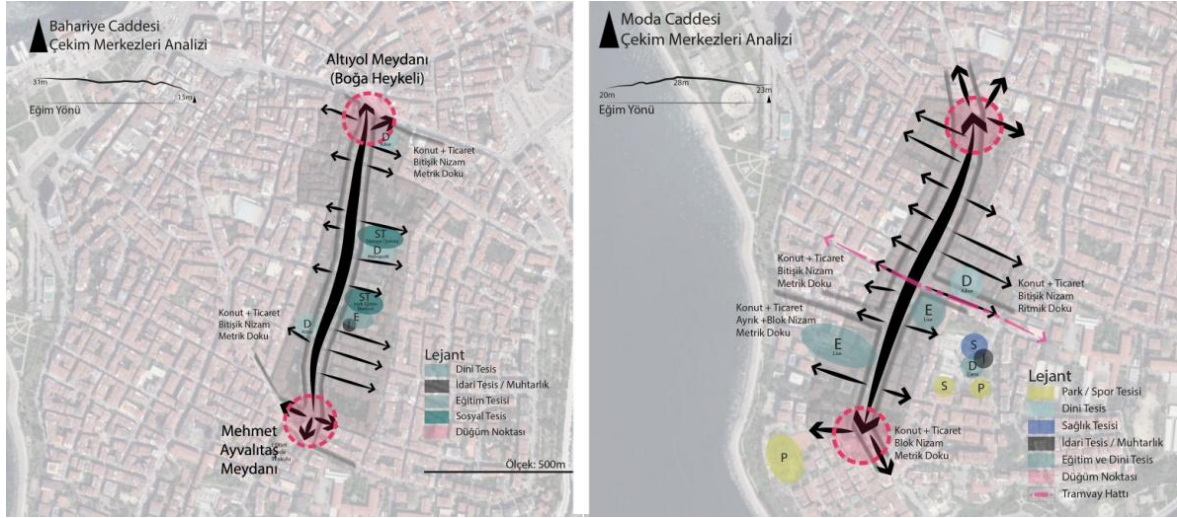 Bahariye Caddesi
Çekim Merkezleri Analizi
31m
15m
Eğim Yönü
Altıyol Meydanı
(Boğa Heykeli)
D
Konut + Ticaret
Bitişik Nizam
Metrik Doku
ST
D
ST
E
İ
D
Konut + Ticaret
Bitişik Nizam
Metrik Doku
Mehmet
Ayvalıtaş
Meydanı
Lejant
Dini Tesis
İdari Tesis / Muhtarlık
Eğitim Tesisi
Sosyal Tesis
Düğüm Noktası
Ölçek: 500m
Moda Caddesi
Çekim Merkezleri Analizi
20m
28m
23m
Eğim Yönü
Konut + Ticaret
Bitişik Nizam
Metrik Doku
Konut + Ticaret
Ayrık +Blok Nizam
Metrik Doku
D
Kilise
Konut + Ticaret
Bitişik Nizam
Ritmik Doku
E
Lise
E
Lise
S
İ
D
Cami
S
P
Konut + Ticaret
Blok Nizam
Metrik Doku
P
Lejant
Park / Spor Tesisi
Dini Tesis
Sağlık Tesisi
İdari Tesis / Muhtarlık
Eğitim ve Dini Tesis
Düğüm Noktası
Tramvay Hattı